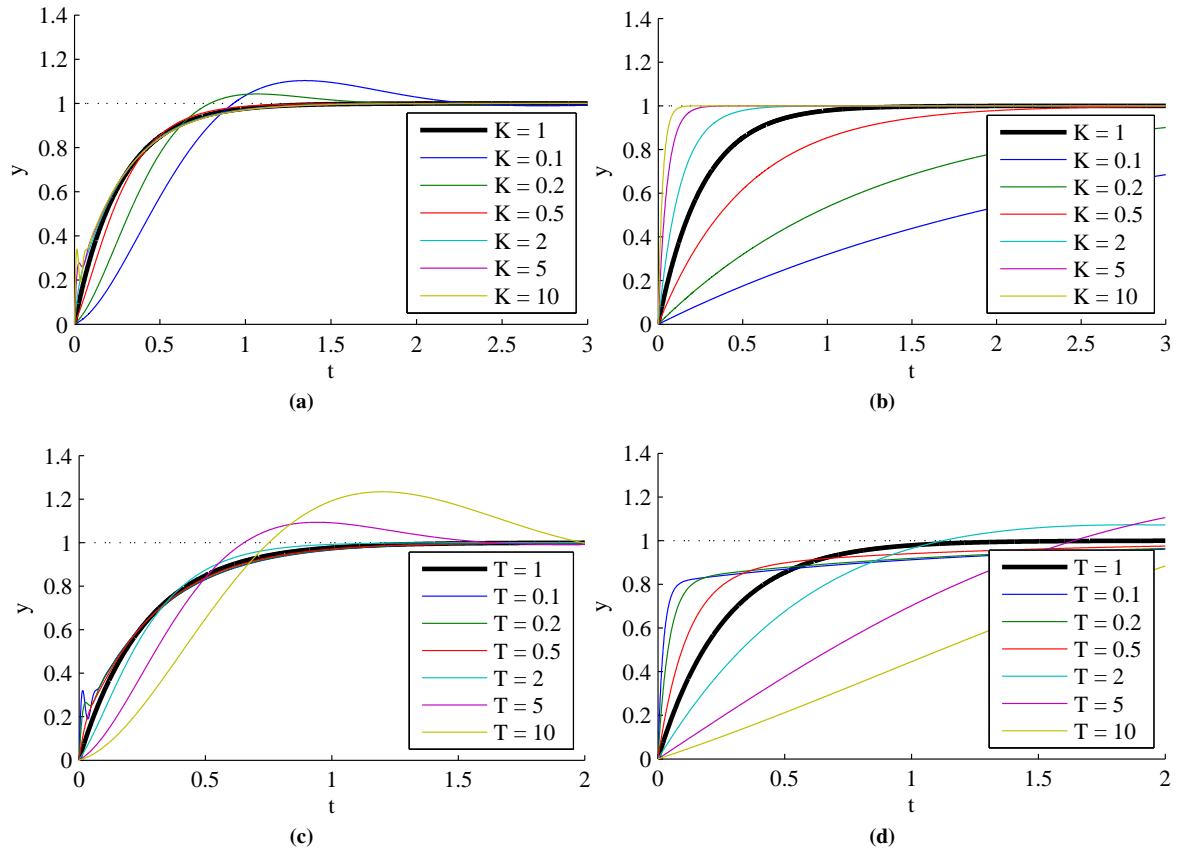 1.4
1.2
1
0.8
0.6
0.4
0.2
0
y
0 0.5 1 1.5 2 2.5 3
t
K = 1
K = 0.1
K = 0.2
K = 0.5
K = 2
K = 5
K = 10
(a)
1.4
1.2
1
0.8
0.6
0.4
0.2
0
y
0 0.5 1 1.5 2 2.5 3
t
K = 1
K = 0.1
K = 0.2
K = 0.5
K = 2
K = 5
K = 10
(b)
1.4
1.2
1
0.8
0.6
0.4
0.2
0
y
0 0.5 1 1.5 2
t
T = 1
T = 0.1
T = 0.2
T = 0.5
T = 2
T = 5
T = 10
(c)
1.4
1.2
1
0.8
0.6
0.4
0.2
0
y
0 0.5 1 1.5 2
t
T = 1
T = 0.1
T = 0.2
T = 0.5
T = 2
T = 5
T = 10
(d)